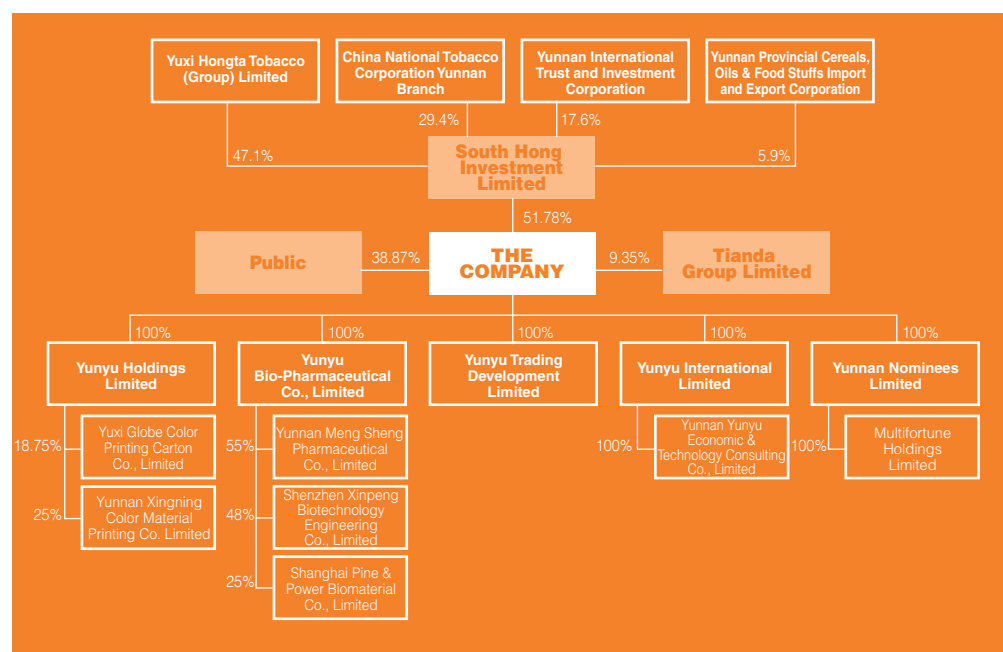 Yuxi Hongta Tobacco
(Group) Limited
China National Tobacco
Corporation Yunnan
Branch
Yunnan International
Trust and Investment
Corporation
Yunnan Provincial Cereals,
Oils & Food Stuffs Import
and Export Corporation
29.4%
17.6%
47.1%
South Hong
Investment
Limited
5.9%
51.78%
Public
38.87%
THE
COMPANY
9.35%
Tianda
Group Limited
100%
100%
100%
100%
100%
Yunyu Holdings
Limited
Yunyu
Bio-Pharmaceutical
Co., Limited
Yunyu Trading
Development
Limited
Yunyu International
Limited
Yunnan Nominees
Limited
18.75%
Yuxi Globe Color
Printing Carton
Co., Limited
55%
Yunnan Meng Sheng
Pharmaceutical
Co., Limited
100%
Yunnan Yunyu
Economic &
Technology Consulting
Co., Limited
100%
Multifortune
Holdings
Limited
25%
Yunnan Xingning
Color Material
Printing Co. Limited
48%
Shenzhen Xinpeng
Biotechnology
Engineering
Co., Limited
25%
Shanghai Pine &
Power Biomaterial
Co., Limited